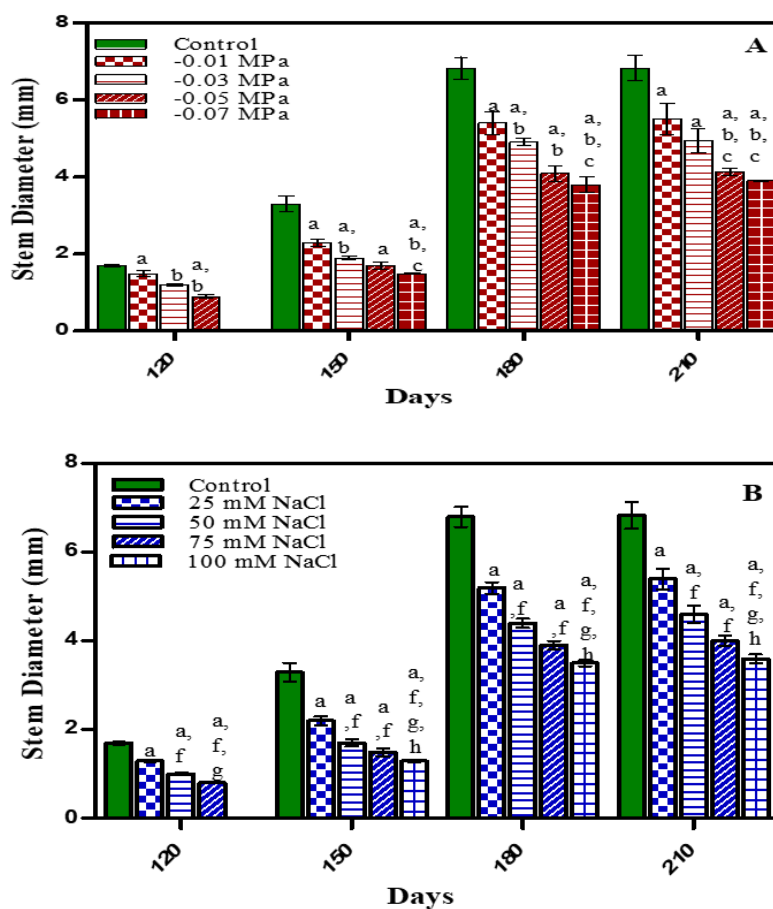 8
Control
A
-0.01 MPa
-0.03 MPa
-0.05 MPa
-0.07 MPa
Stem Diameter (mm)
6
4
2
0
a
b
a,
b
a
a,
b
a
a,
b,
c
a
a,
b
a,
b
a,
b,
c
a
a
a,
b,
c
a,
b,
c
120
150
180
210
Days
8
Control
B
25 mM NaCl
50 mM NaCl
75 mM NaCl
100 mM NaCl
Stem Diameter (mm)
6
4
2
0
a
a,
f
a,
f,
g
a
a
,f
a
,f
a,
f,
g,
h
a
a
,f
a
,f
a,
f,
g,
h
a
a,
f
a,
f
a,
f,
g,
h
120
150
180
210
Days